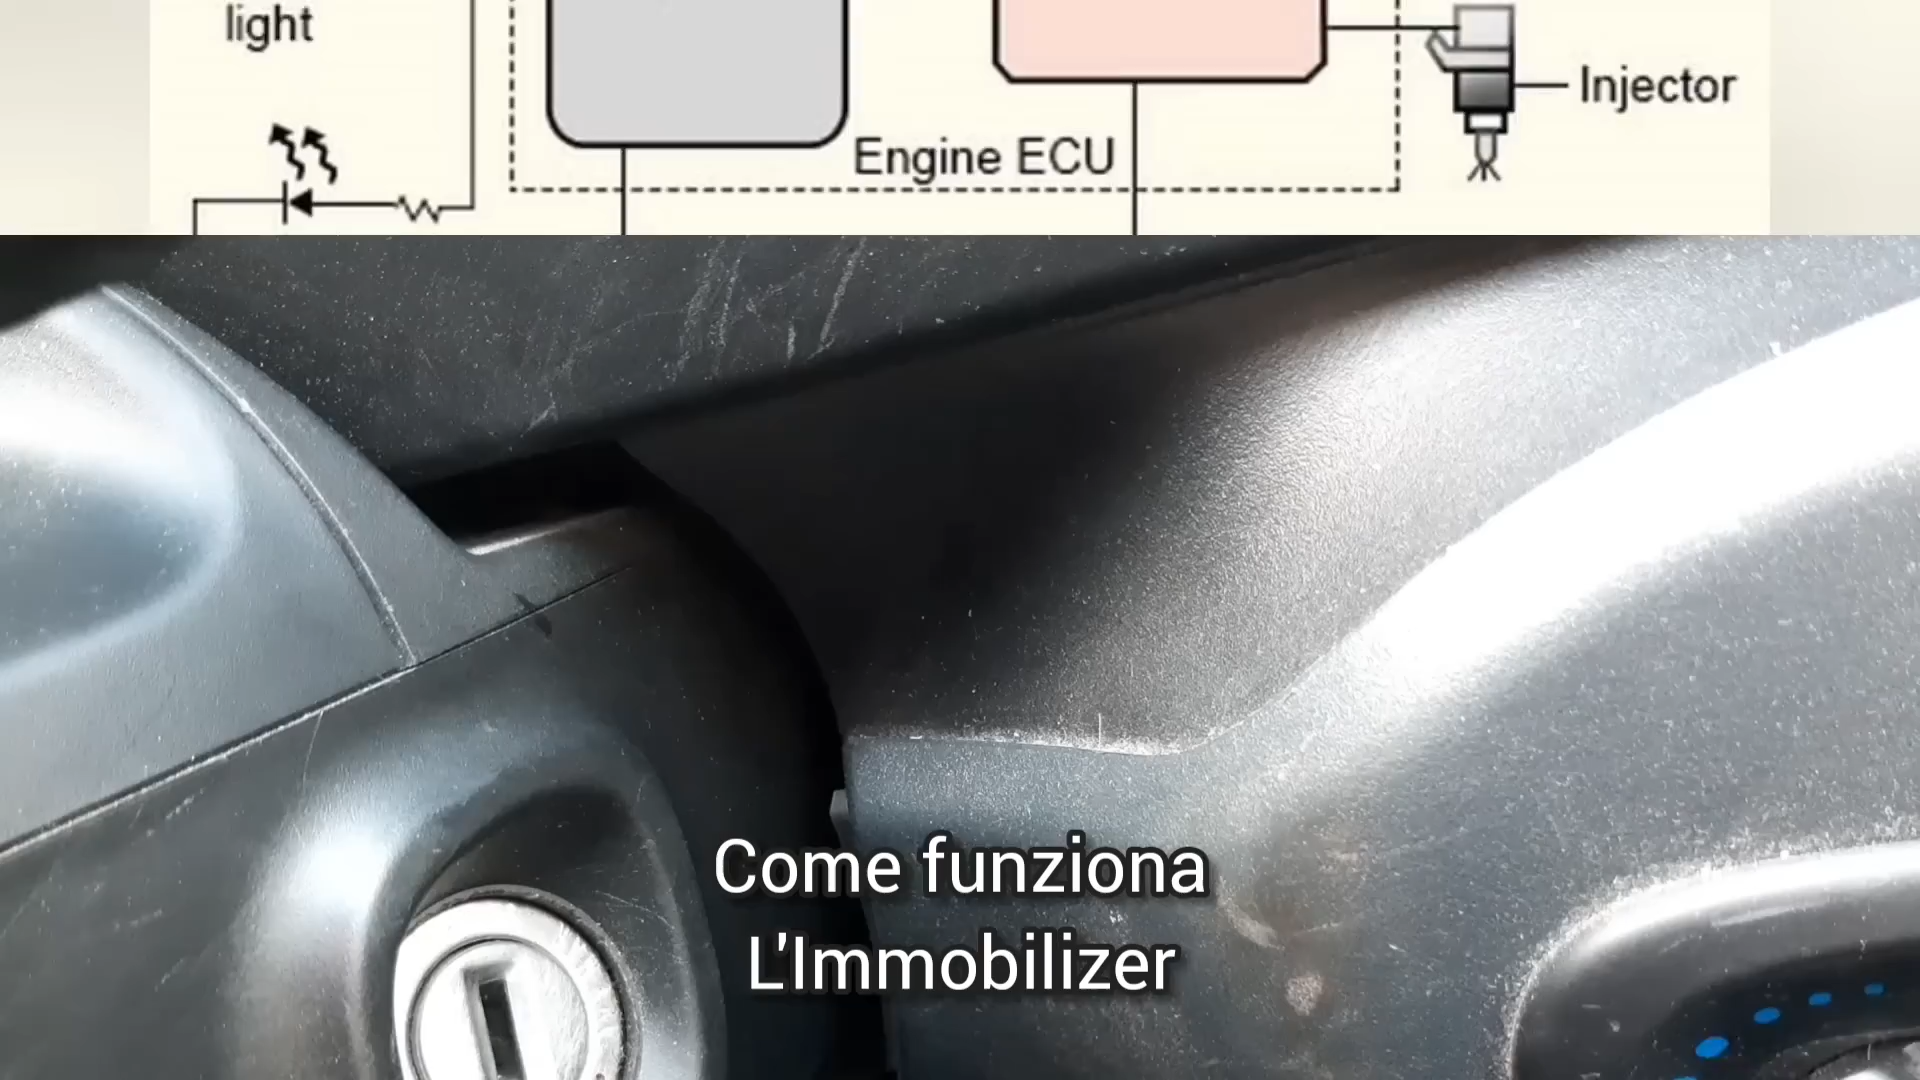 light
Injector
Engine ECU
Come funziona
L'Immobilizer